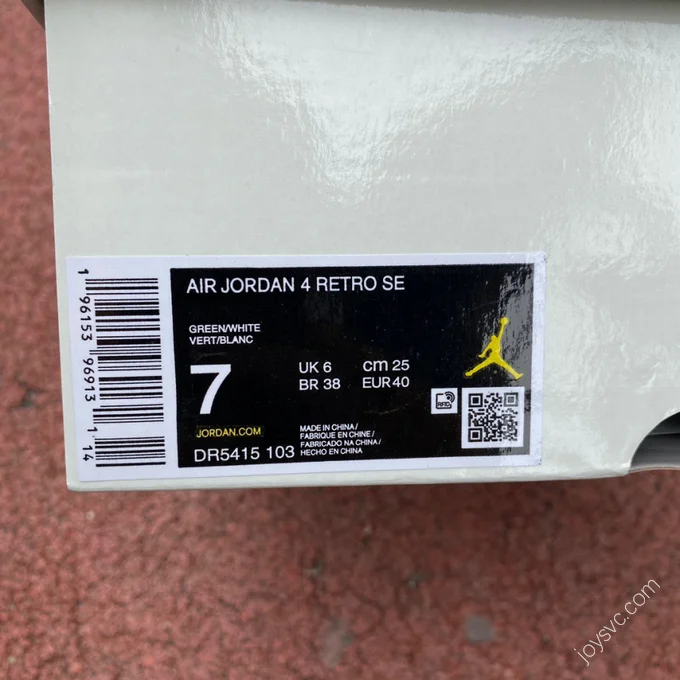 AIR JORDAN 4 RETRO SE
GREEN/WHITE
VERT/BLANC
7
UK 6 cm 25
BR 38 EUR 40
RFID
JORDAN.COM
DR5415 103
MADE IN CHINA/
FABRIQUE EN CHINE/
FABRICADO NA CHINA/
HECHO EN CHINA
1 96153 96913 1 14
joysvc.com